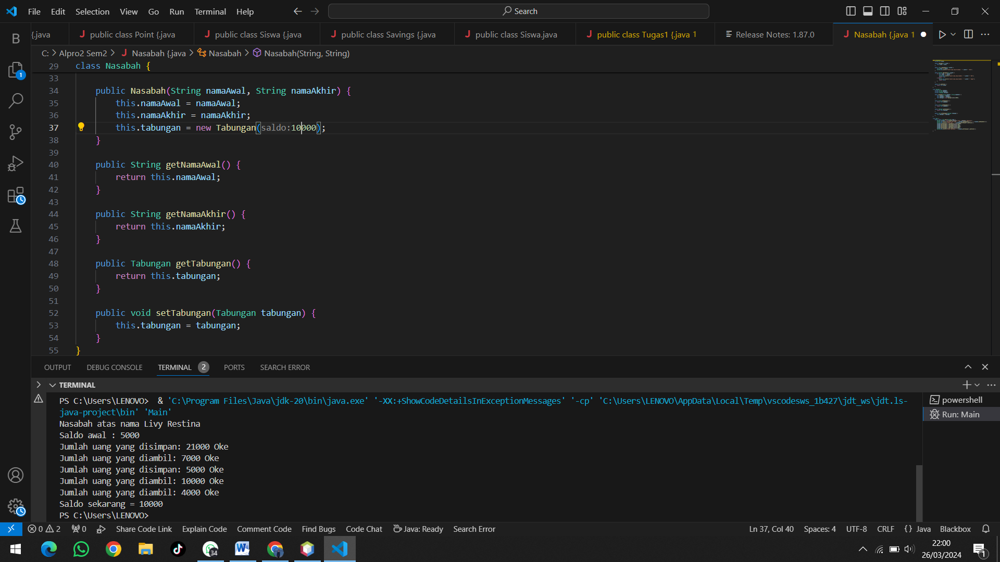 File Edit Selection View Go Run Terminal Help
Search
{.java
public class Point {.java
public class Siswa {.java
public class Savings {.java
public class Siswa.java
public class Tugas1 {.java 1
Release Notes: 1.87.0
Nasabah {.java 1
C: > Alpro2 Sem2 > J Nasabah {.java > Nasabah > Nasabah(String, String)
29 class Nasabah {
33
34 public Nasabah(String namaAwal, String namaAkhir) {
35 this.namaAwal = namaAwal;
36 this.namaAkhir = namaAkhir;
37 this.tabungan = new Tabungan(saldo:10000);
38 }
39
40 public String getNamaAwal() {
41 return this.namaAwal;
42 }
43
44 public String getNamaAkhir() {
45 return this.namaAkhir;
46 }
47
48 public Tabungan getTabungan() {
49 return this.tabungan;
50 }
51
52 public void setTabungan(Tabungan tabungan) {
53 this.tabungan = tabungan;
54 }
55 }
OUTPUT DEBUG CONSOLE TERMINAL 2 PORTS SEARCH ERROR
TERMINAL
PS C:\Users\LENOVO> & 'C:\Program Files\Java\jdk-20\bin\java.exe' '-XX:+ShowCodeDetailsInExceptionMessages' '-cp' 'C:\Users\LENOVO\AppData\Local\Temp\vscodesws_1b427\jdt_ws\jdt.ls-
java-project\bin' 'Main'
Nasabah atas nama Livy Restina
Saldo awal : 5000
Jumlah uang yang disimpan: 21000 Oke
Jumlah uang yang diambil: 7000 Oke
Jumlah uang yang disimpan: 5000 Oke
Jumlah uang yang diambil: 10000 Oke
Jumlah uang yang diambil: 4000 Oke
Saldo sekarang = 10000
PS C:\Users\LENOVO>
powershell
Run: Main
0 2 0 Share Code Link Explain Code Comment Code Find Bugs Code Chat Java: Ready Search Error Ln 37, Col 40 Spaces: 4 UTF-8 CRLF {} Java Blackbox
34
22:00
26/03/2024
1